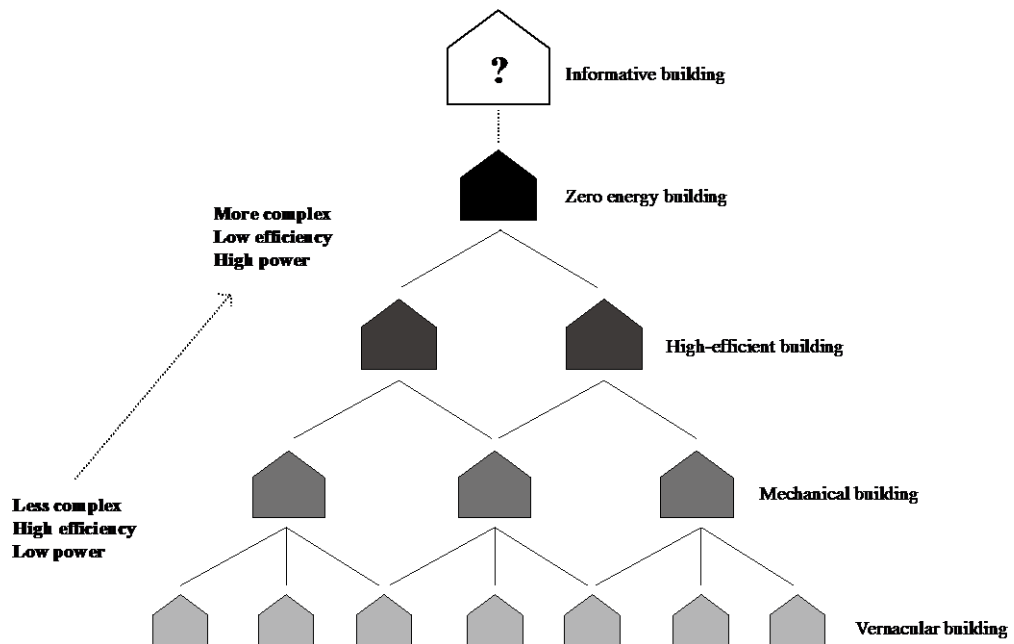 ?
Informative building
Zero energy building
More complex
Low efficiency
High power
High-efficient building
Mechanical building
Less complex
High efficiency
Low power
Vernacular building